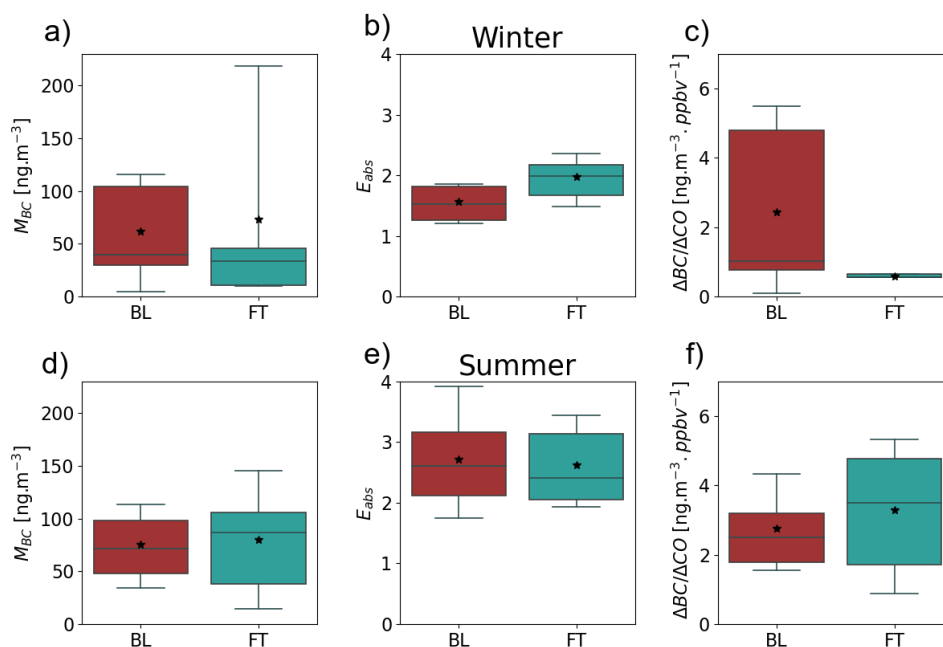 a)
Winter
c)
b)
M_BC [ng.m⁻³]
200
150
100
50
0
BL
FT
E_abs
4
3
2
1
0
BL
FT
ΔBC/ΔCO [ng.m⁻³. ppbv⁻¹]
6
4
2
0
BL
FT
d)
e)
Summer
f)
M_BC [ng.m⁻³]
200
150
100
50
0
BL
FT
E_abs
4
3
2
1
0
BL
FT
ΔBC/ΔCO [ng.m⁻³. ppbv⁻¹]
6
4
2
0
BL
FT